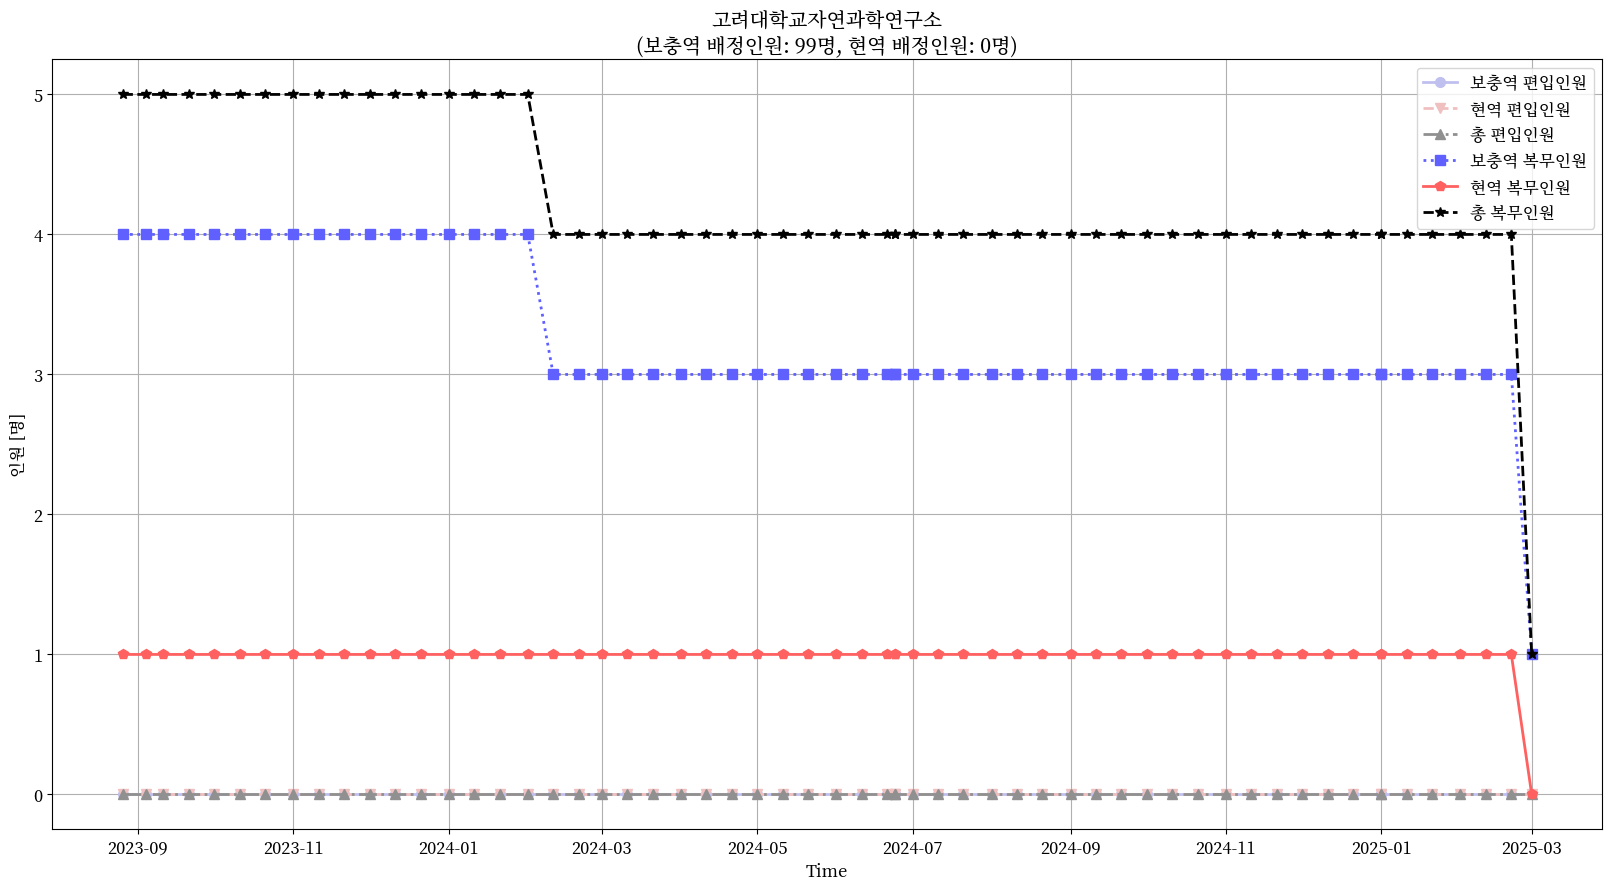 고려대학교자연과학연구소
(보충역 배정인원: 99명, 현역 배정인원: 0명)
보충역 편입인원
현역 편입인원
총 편입인원
보충역 복무인원
현역 복무인원
총 복무인원
인원 [명]
5
4
3
2
1
0
2023-09 2023-11 2024-01 2024-03 2024-05 2024-07 2024-09 2024-11 2025-01 2025-03
Time